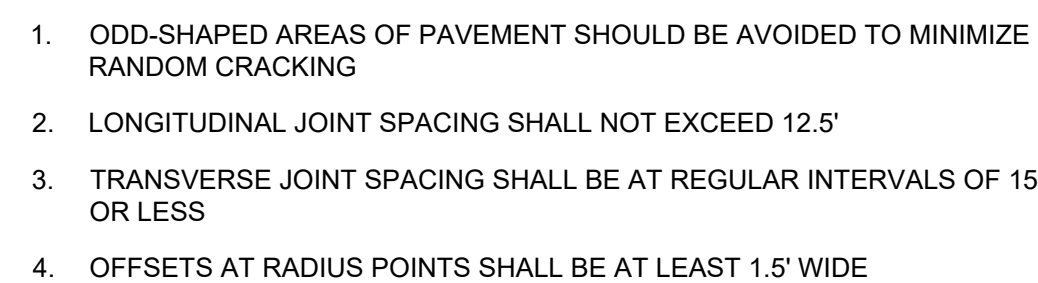 1. ODD-SHAPED AREAS OF PAVEMENT SHOULD BE AVOIDED TO MINIMIZE
RANDOM CRACKING
2. LONGITUDINAL JOINT SPACING SHALL NOT EXCEED 12.5'
3. TRANSVERSE JOINT SPACING SHALL BE AT REGULAR INTERVALS OF 15
OR LESS
4. OFFSETS AT RADIUS POINTS SHALL BE AT LEAST 1.5' WIDE